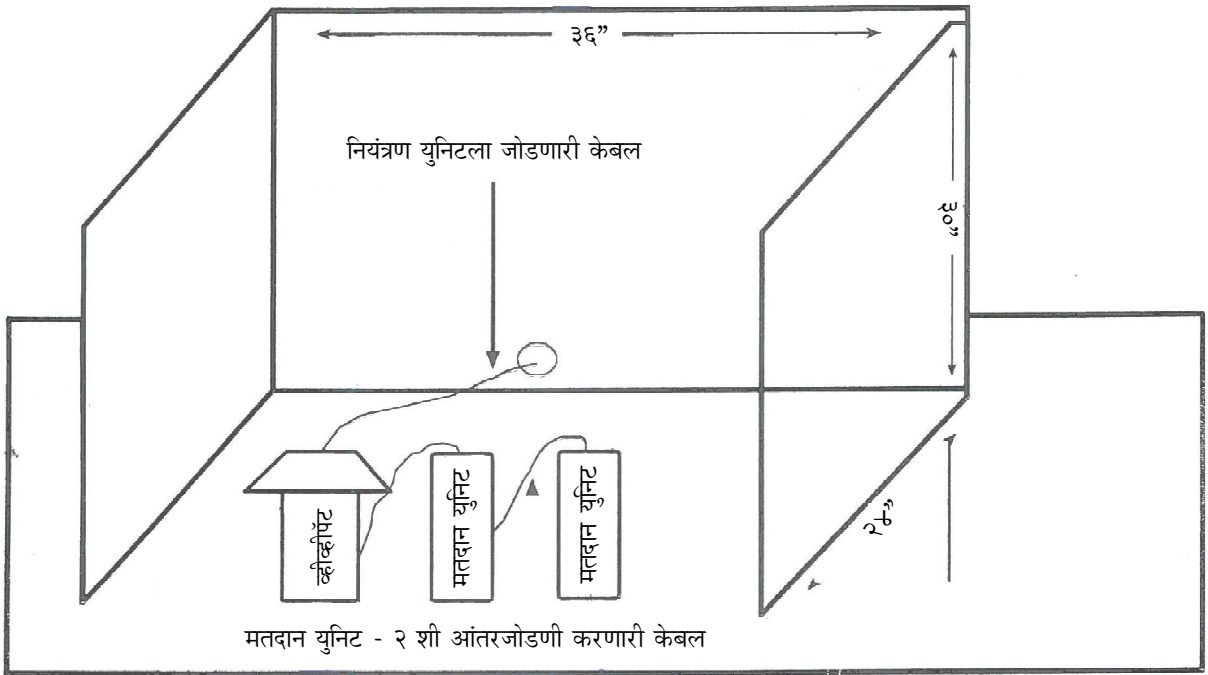 ३६”
नियंत्रण युनिटला जोडणारी केबल
३०”
२४”
व्हीव्हीपॅट
मतदान युनिट
मतदान युनिट
मतदान युनिट - २ शी आंतरजोडणी करणारी केबल